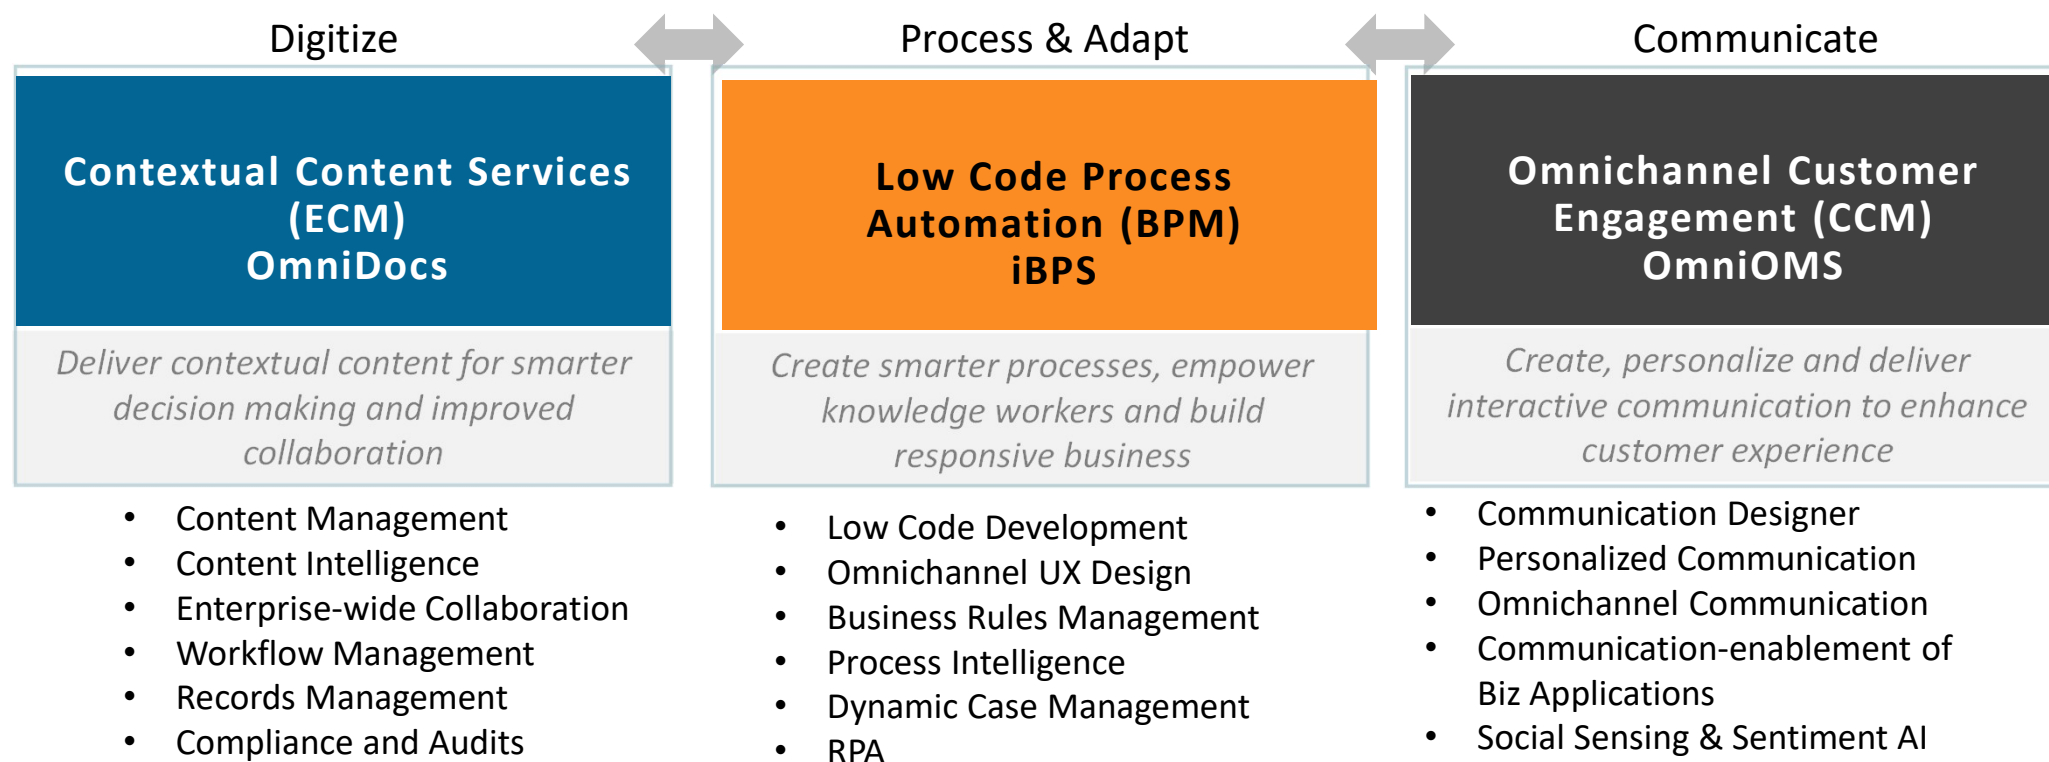 Digitize
Contextual Content Services
(ECM)
OmniDocs
Deliver contextual content for smarter
decision making and improved
collaboration
• Content Management
• Content Intelligence
• Enterprise-wide Collaboration
• Workflow Management
• Records Management
• Compliance and Audits
Process & Adapt
Low Code Process
Automation (BPM)
iBPS
Create smarter processes, empower
knowledge workers and build
responsive business
• Low Code Development
• Omnichannel UX Design
• Business Rules Management
• Process Intelligence
• Dynamic Case Management
• RPA
Communicate
Omnichannel Customer
Engagement (CCM)
OmniOMS
Create, personalize and deliver
interactive communication to enhance
customer experience
• Communication Designer
• Personalized Communication
• Omnichannel Communication
• Communication-enablement of
Biz Applications
• Social Sensing & Sentiment AI